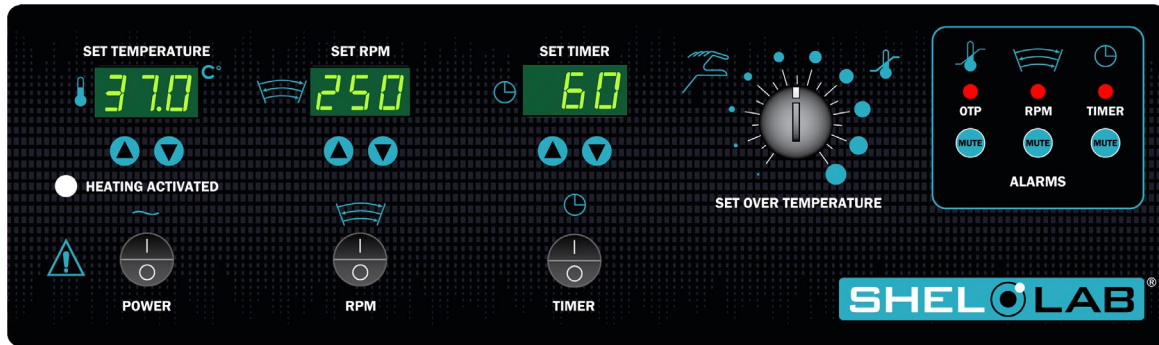 SET TEMPERATURE
37.0 C°
SET RPM
250
SET TIMER
60
HEATING ACTIVATED
POWER
RPM
TIMER
SET OVER TEMPERATURE
OTP RPM TIMER
MUTE MUTE MUTE
ALARMS
SHEL LAB®